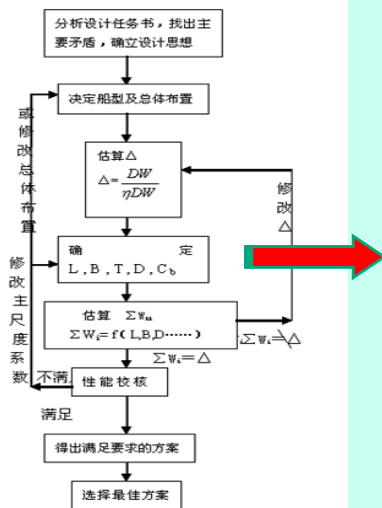 分析设计任务书,找出主
要矛盾,确立设计思想
决定船型及总体布置
估算△
△=DW/ηDW
或修改总体布置
修改△
确 定
L,B,T,D,Cb
修改主尺度系数
估算 ΣWu
ΣWi=f(L,B,D……)
ΣWi=△
ΣWi≠△
不满
性能校核
满足
得出满足要求的方案
选择最佳方案